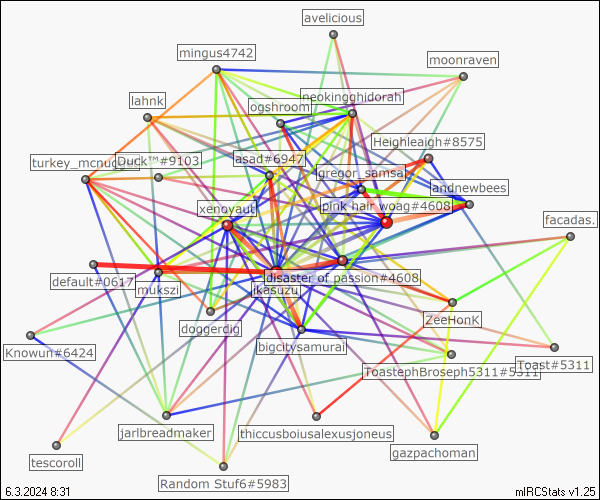 avelicious
mingus4742
moonraven
neokingghidorah
lahnk
ogshroom
Heighleigh#8575
turkey_mcnugg
Duck™#9103
asad#6947
gregor_samsa
andnewbees
xenoyaut
pink hair woag#4608
facadas.
default#0617
mukszi
disaster of passion#4608
ikasuzu
doggerdig
ZeeHonK
Knowun#6424
bigcitysamurai
ToastephBroseph5311#5311
Toast#5311
jarlbreadmaker
thiccusboiusalexusjoneus
gazpachoman
tescoroll
Random Stuf6#5983
6.3.2024 8:31
mIRCStats v1.25